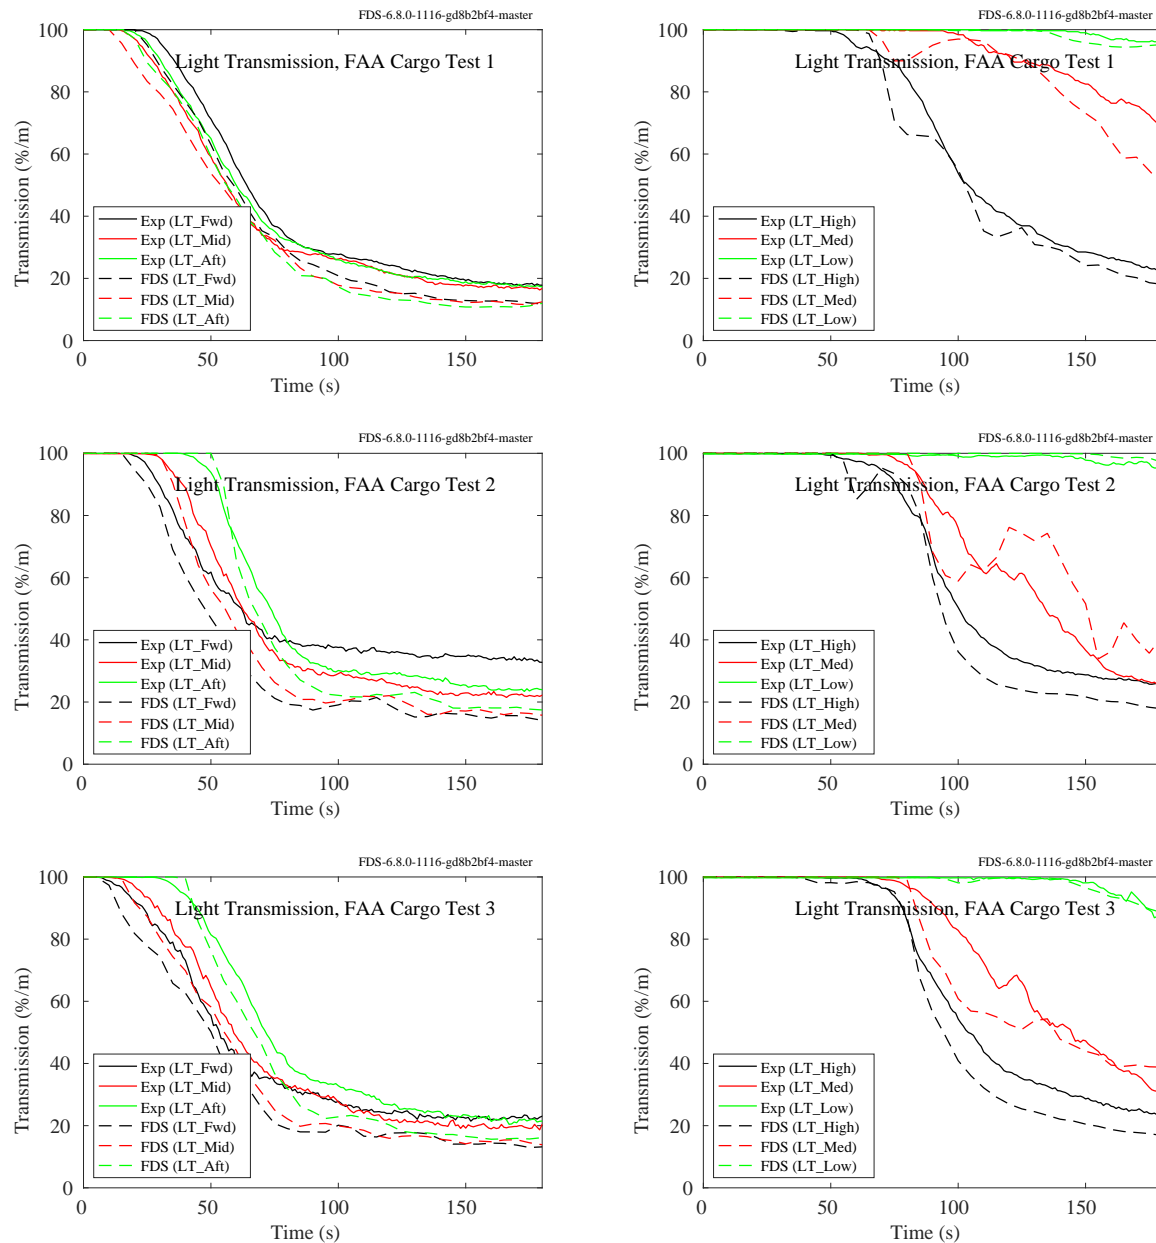 FDS-6.8.0-1116-gd8b2bf4-master
Light Transmission, FAA Cargo Test 1
Transmission (%/m)
100
80
60
40
20
0
Exp (LT_Fwd)
Exp (LT_Mid)
Exp (LT_Aft)
FDS (LT_Fwd)
FDS (LT_Mid)
FDS (LT_Aft)
0 50 100 150
Time (s)
FDS-6.8.0-1116-gd8b2bf4-master
Light Transmission, FAA Cargo Test 1
Transmission (%/m)
100
80
60
40
20
0
Exp (LT_High)
Exp (LT_Med)
Exp (LT_Low)
FDS (LT_High)
FDS (LT_Med)
FDS (LT_Low)
0 50 100 150
Time (s)
FDS-6.8.0-1116-gd8b2bf4-master
Light Transmission, FAA Cargo Test 2
Transmission (%/m)
100
80
60
40
20
0
Exp (LT_Fwd)
Exp (LT_Mid)
Exp (LT_Aft)
FDS (LT_Fwd)
FDS (LT_Mid)
FDS (LT_Aft)
0 50 100 150
Time (s)
FDS-6.8.0-1116-gd8b2bf4-master
Light Transmission, FAA Cargo Test 2
Transmission (%/m)
100
80
60
40
20
0
Exp (LT_High)
Exp (LT_Med)
Exp (LT_Low)
FDS (LT_High)
FDS (LT_Med)
FDS (LT_Low)
0 50 100 150
Time (s)
FDS-6.8.0-1116-gd8b2bf4-master
Light Transmission, FAA Cargo Test 3
Transmission (%/m)
100
80
60
40
20
0
Exp (LT_Fwd)
Exp (LT_Mid)
Exp (LT_Aft)
FDS (LT_Fwd)
FDS (LT_Mid)
FDS (LT_Aft)
0 50 100 150
Time (s)
FDS-6.8.0-1116-gd8b2bf4-master
Light Transmission, FAA Cargo Test 3
Transmission (%/m)
100
80
60
40
20
0
Exp (LT_High)
Exp (LT_Med)
Exp (LT_Low)
FDS (LT_High)
FDS (LT_Med)
FDS (LT_Low)
0 50 100 150
Time (s)